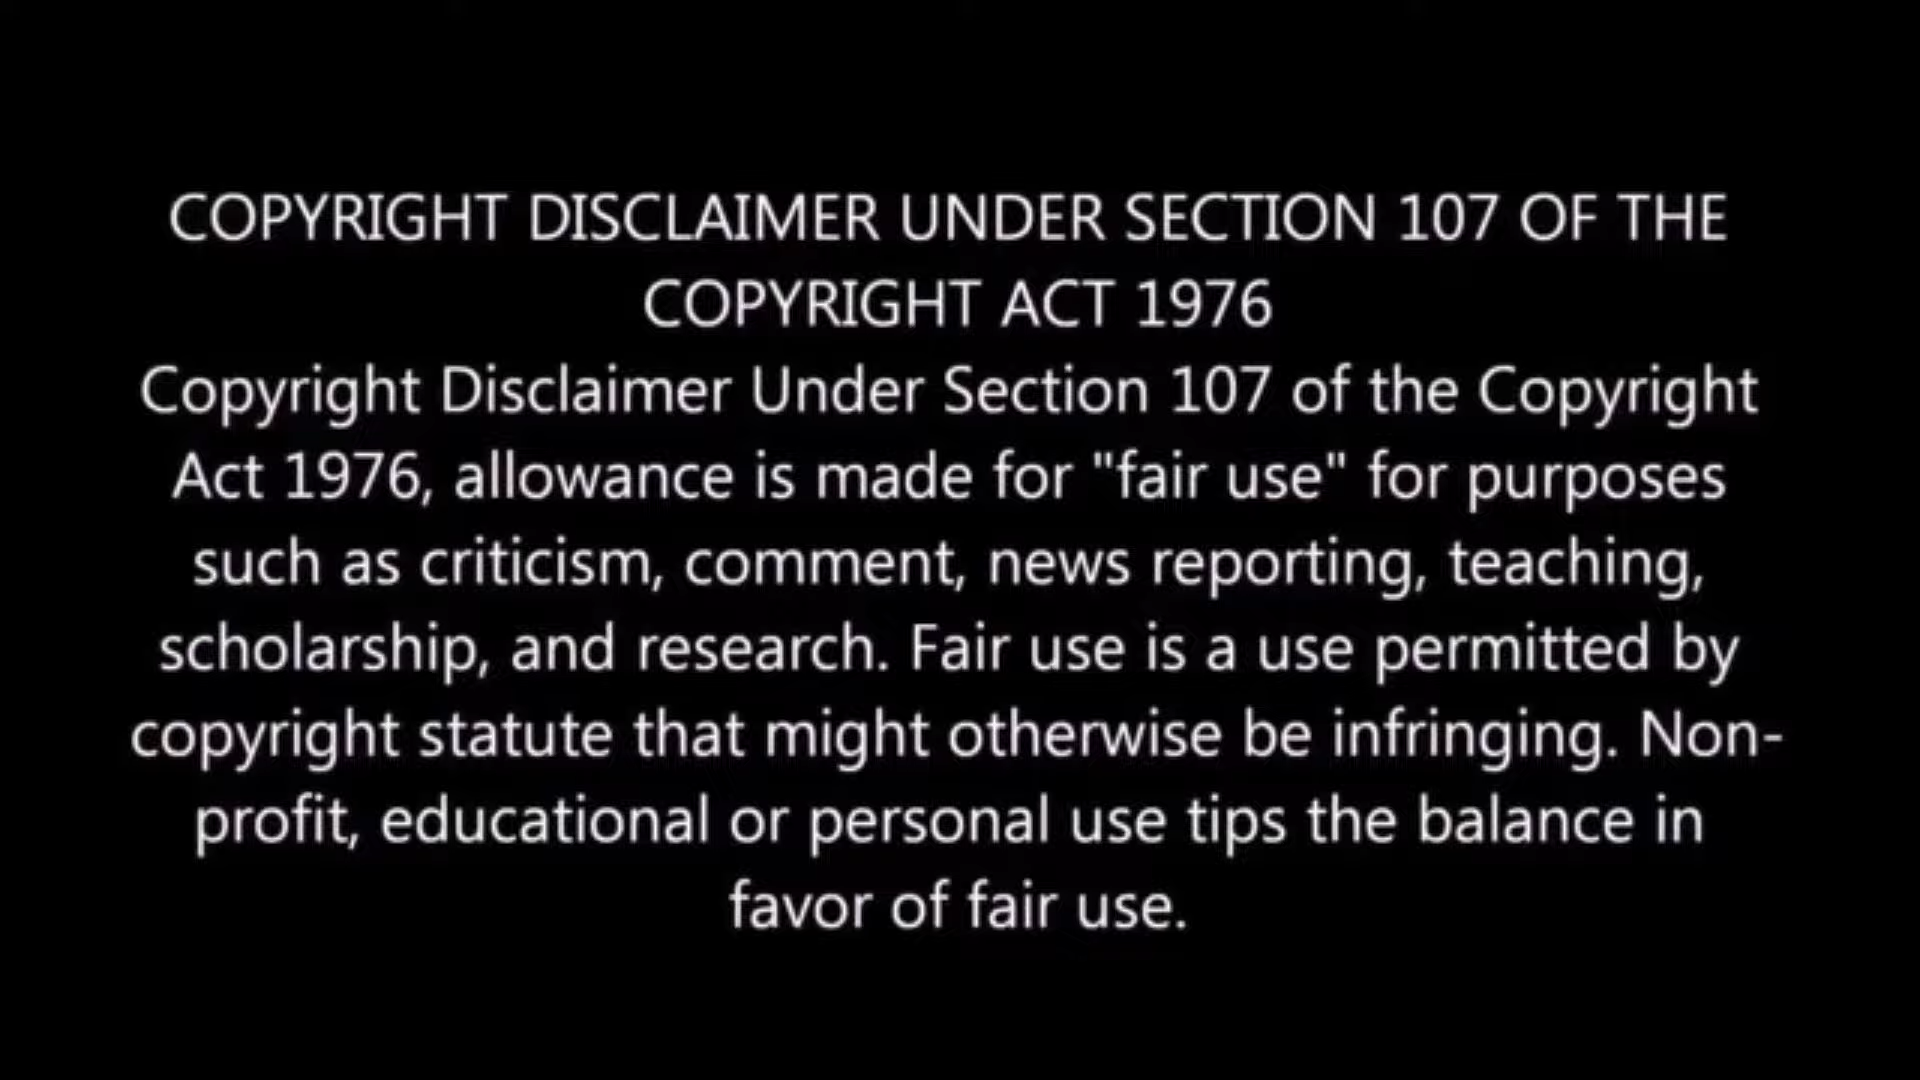 COPYRIGHT DISCLAIMER UNDER SECTION 107 OF THE
COPYRIGHT ACT 1976
Copyright Disclaimer Under Section 107 of the Copyright
Act 1976, allowance is made for "fair use" for purposes
such as criticism, comment, news reporting, teaching,
scholarship, and research. Fair use is a use permitted by
copyright statute that might otherwise be infringing. Non-
profit, educational or personal use tips the balance in
favor of fair use.